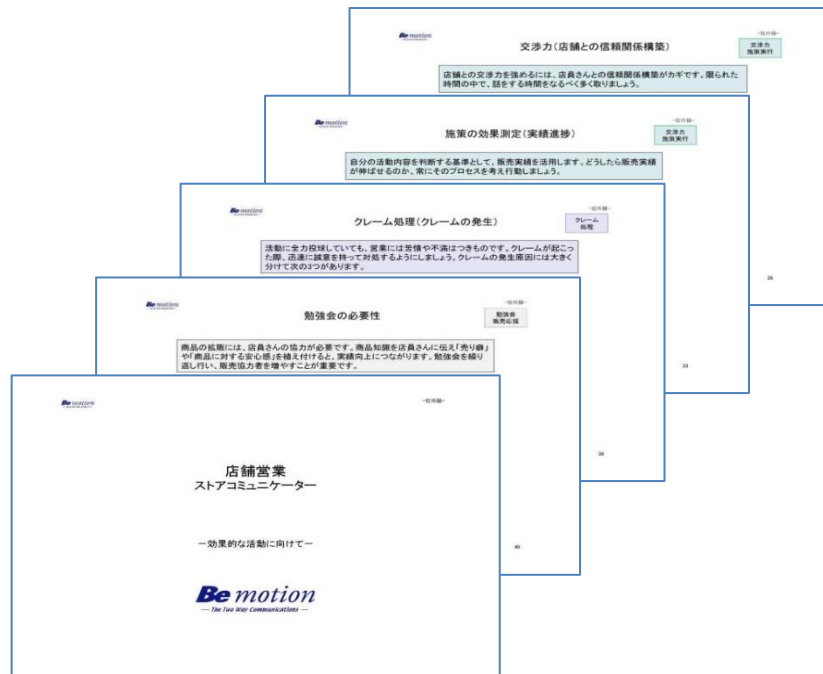 Be motion
-社外秘-
交渉力（店舗との信頼関係構築）
交渉力
施策実行
店舗との交渉力を強めるには、店員さんとの信頼関係構築がカギです。限られた
時間の中で、話をする時間をなるべく多く取りましょう。
Be motion
-社外秘-
施策の効果測定（実績進捗）
交渉力
施策実行
自分の活動内容を判断する基準として、販売実績を活用します。どうしたら販売実績
が伸ばせるのか、常にそのプロセスを考え行動しましょう。
Be motion
-社外秘-
クレーム処理（クレームの発生）
クレーム
処理
活動に全力投球していても、営業には苦情や不満はつきものです。クレームが起こっ
た際、迅速に誠意を持って対処するようにしましょう。クレームの発生原因には大きく
分けて次の3つがあります。
Be motion
-社外秘-
勉強会の必要性
勉強会
販売応援
商品の拡販には、店員さんの協力が必要です。商品知識を店員さんに伝え「売り癖」
や「商品に対する安心感」を植え付けると、実績向上につながります。勉強会を繰り
返し行い、販売協力者を増やすことが重要です。
Be motion
-社外秘-
店舗営業
ストアコミュニケーター
－効果的な活動に向けて－
Be motion
― The Two Way Communications ―
33
40